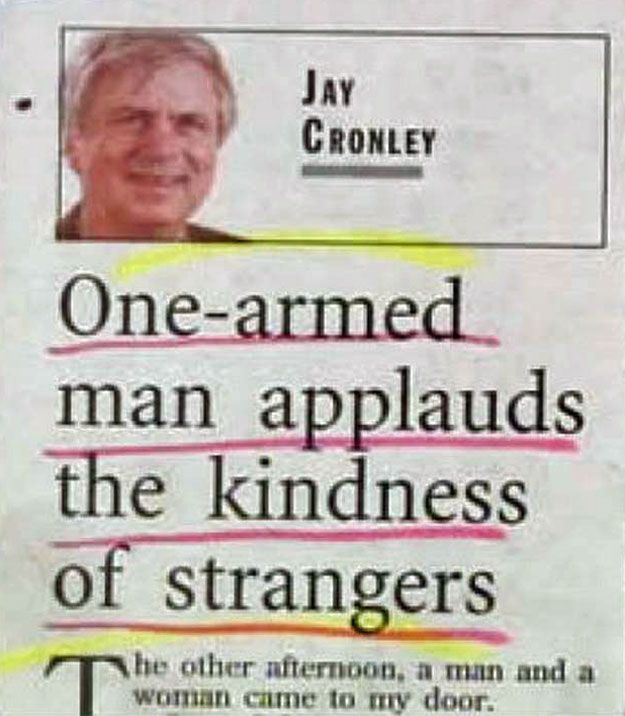 JAY
CRONLEY
One-armed
man applauds
the kindness
of strangers
The other afternoon, a man and a
woman came to my door.